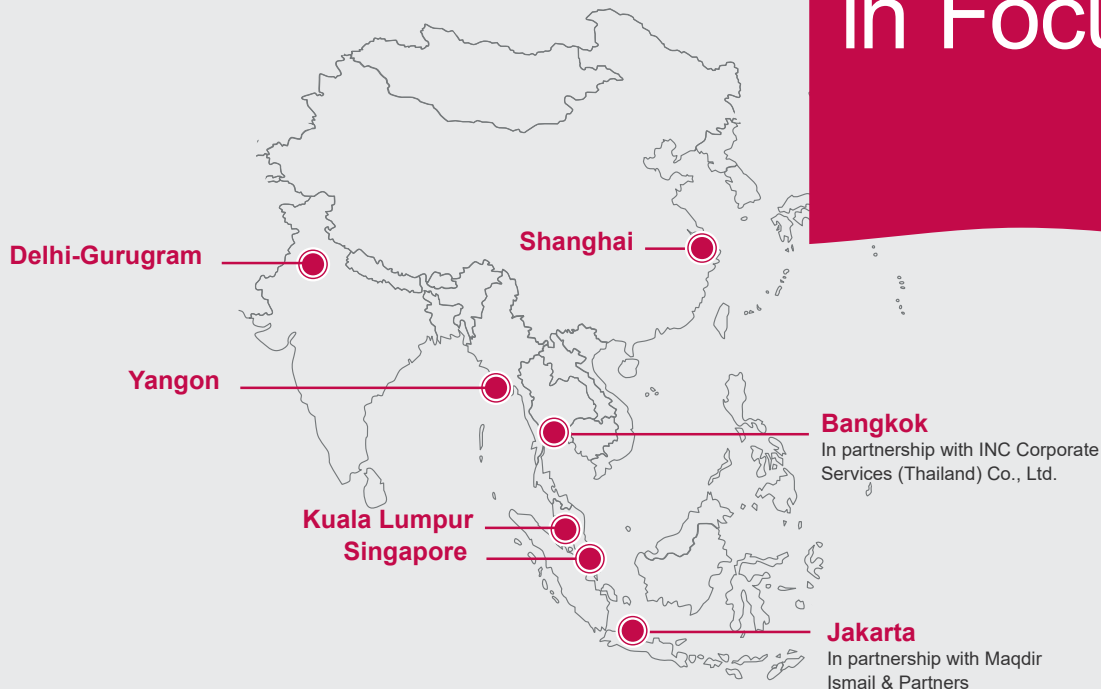 in Focu
Delhi-Gurugram
Shanghai
Yangon
Bangkok
In partnership with INC Corporate
Services (Thailand) Co., Ltd.
Kuala Lumpur
Singapore
Jakarta
In partnership with Maqdir
Ismail & Partners